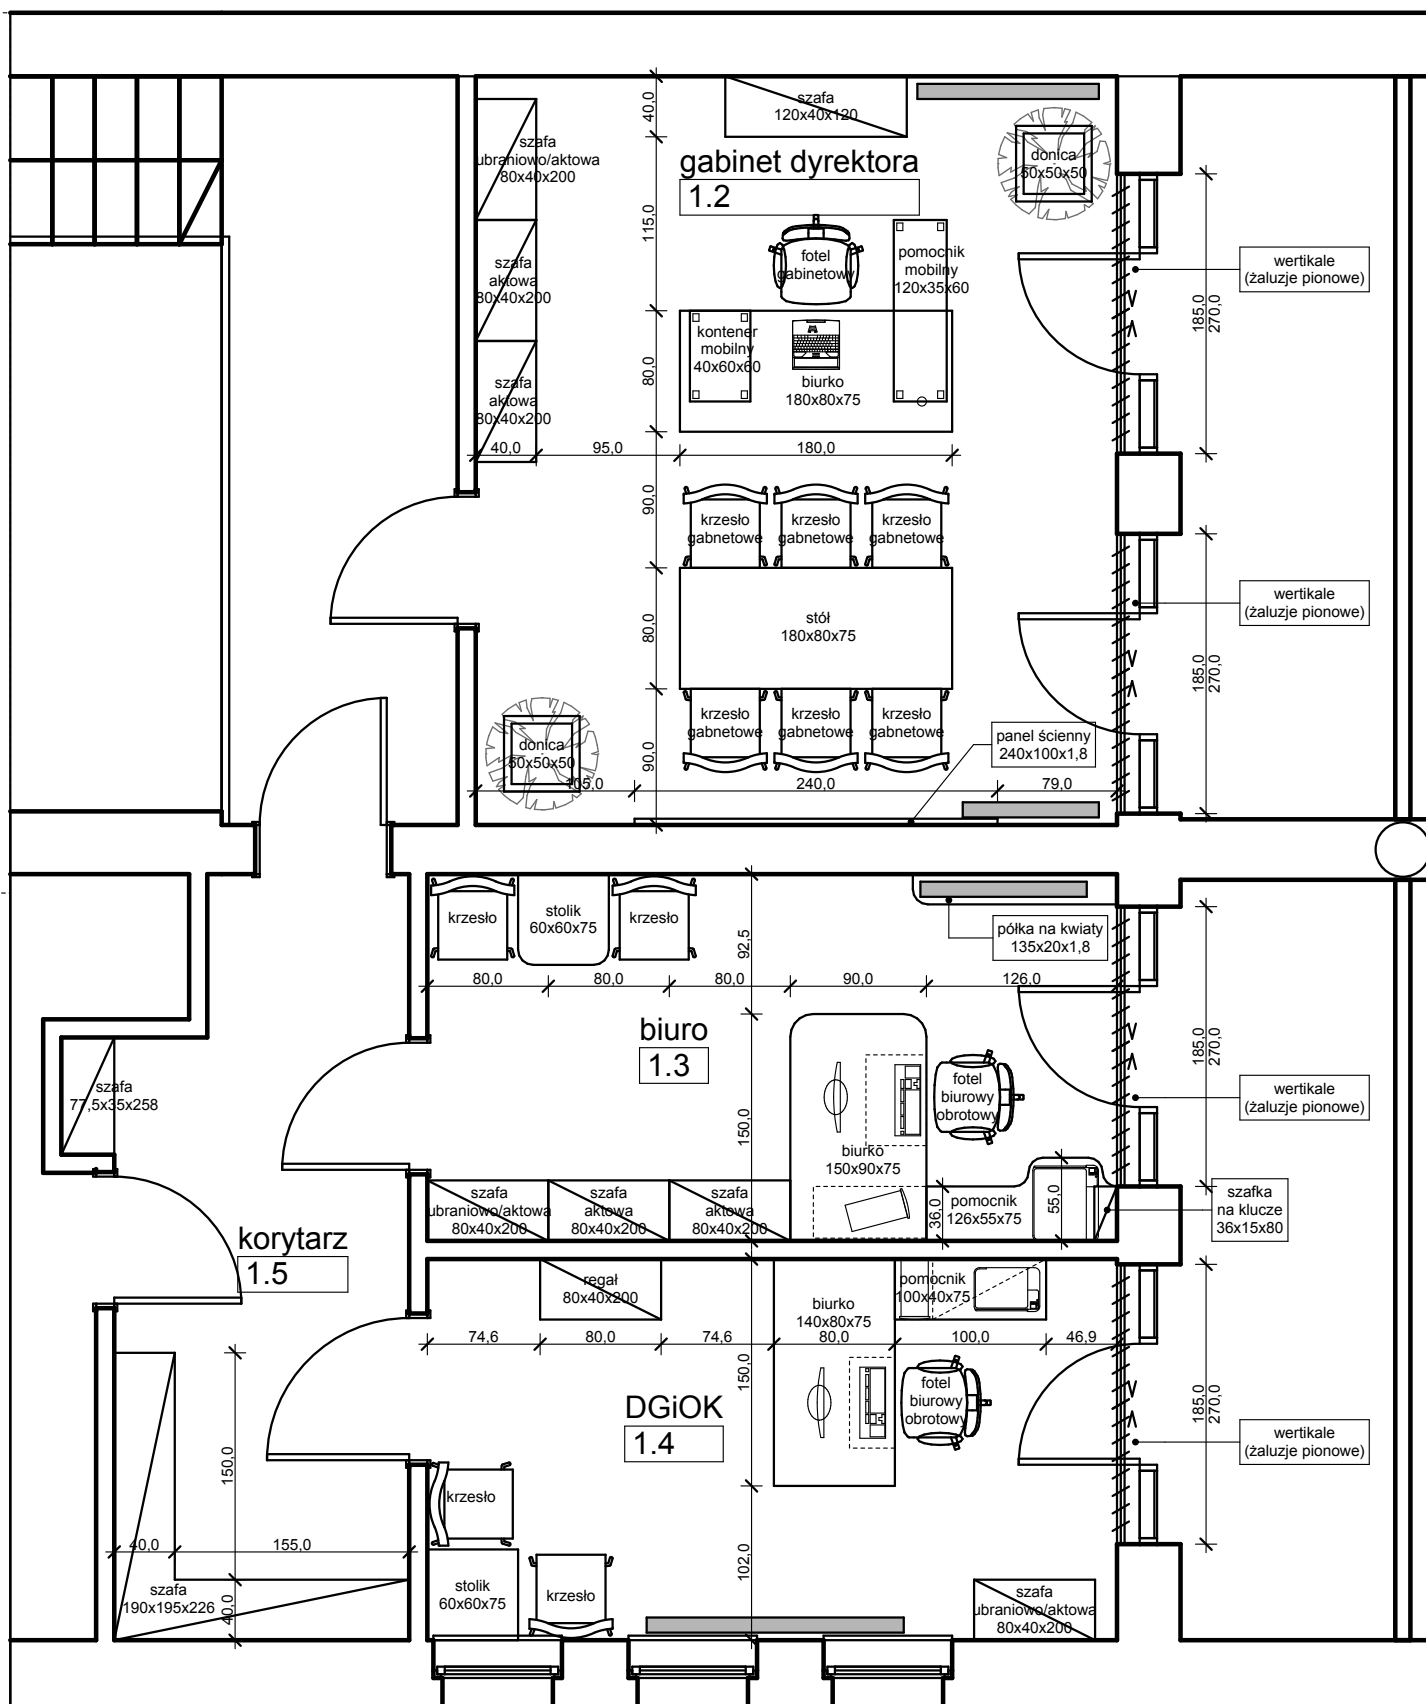 szafa
120x40x120
40,0
szafa
ubraniowo/aktowa
80x40x200
gabinet dyrektora
1.2
donica
50x50x50
115,0
szafa
aktowa
80x40x200
fotel
gabinetowy
pomocnik
mobilny
120x35x60
wertikale
(żaluzje pionowe)
185,0
270,0
kontener
mobilny
40x60x60
biurko
180x80x75
80,0
szafa
aktowa
80x40x200
40,0
95,0
180,0
90,0
krzesło
gabnetowe
krzesło
gabnetowe
krzesło
gabnetowe
stół
180x80x75
80,0
wertikale
(żaluzje pionowe)
185,0
270,0
krzesło
gabnetowe
krzesło
gabnetowe
krzesło
gabnetowe
panel ścienny
240x100x1,8
donica
50x50x50
90,0
105,0
240,0
79,0
krzesło
stolik
60x60x75
krzesło
92,5
półka na kwiaty
135x20x1,8
80,0
80,0
80,0
90,0
126,0
biuro
1.3
185,0
270,0
fotel
biurowy
obrotowy
wertikale
(żaluzje pionowe)
szafa
77,5x35x258
150,0
biurko
150x90x75
szafa
ubraniowo/aktowa
80x40x200
szafa
aktowa
80x40x200
szafa
aktowa
80x40x200
36,0
pomocnik
126x55x75
55,0
szafka
na klucze
36x15x80
korytarz
1.5
regał
80x40x200
biurko
140x80x75
pomocnik
100x40x75
74,6
80,0
74,6
80,0
100,0
46,9
150,0
DGiOK
1.4
fotel
biurowy
obrotowy
185,0
270,0
wertikale
(żaluzje pionowe)
150,0
krzesło
40,0
155,0
102,0
szafa
190x195x226
40,0
stolik
60x60x75
krzesło
szafa
ubraniowo/aktowa
80x40x200